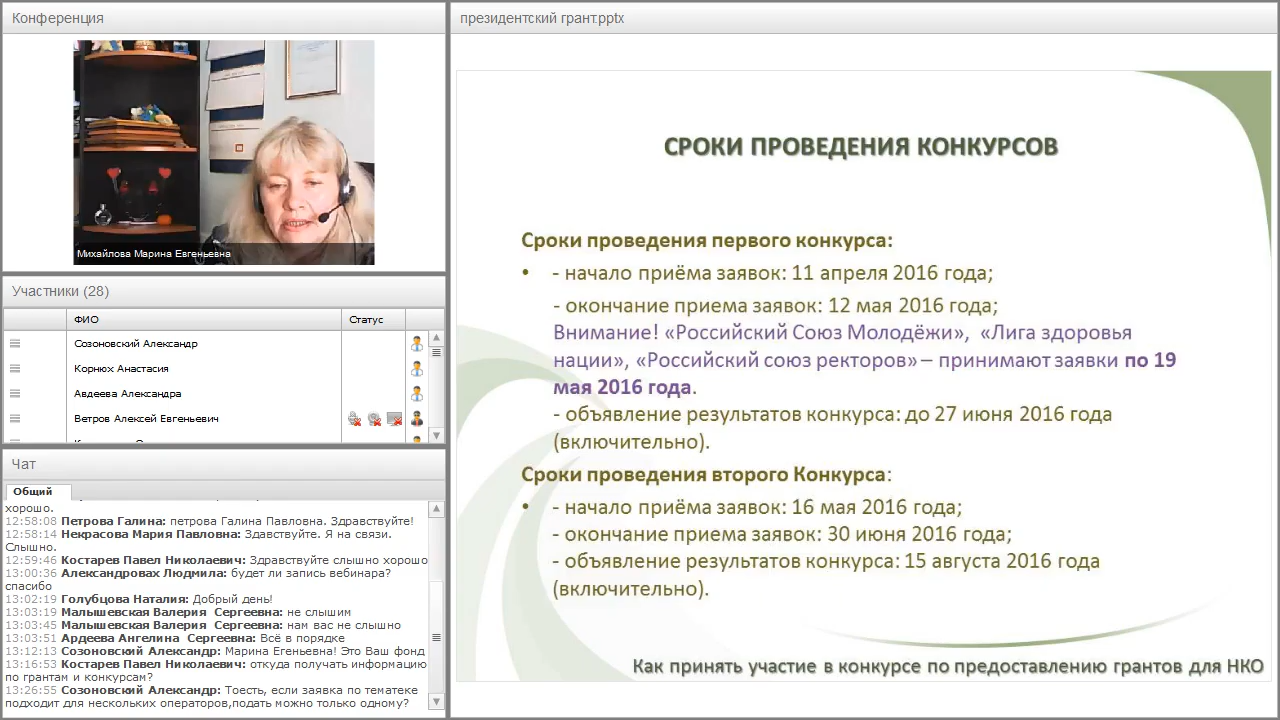 Конференция
Михайлова Марина Евгеньевна
Участники (28)
ФИО Статус
Созоновский Александр
Корнюх Анастасия
Авдеева Александра
Ветров Алексей Евгеньевич
Чат
Общий
хорошо.
12:58:08 Петрова Галина: петрова Галина Павловна. Здравствуйте!
12:58:14 Некрасова Мария Павловна: Здавствуйте. Я на связи.
Слышно.
12:59:46 Костарев Павел Николаевич: Здравствуйте слышно хорошо
13:00:36 Александровах Людмила: будет ли запись вебинара?
спасибо
13:02:19 Голубцова Наталия: Добрый день!
13:03:19 Малышевская Валерия  Сергеевна: не слышим
13:03:45 Малышевская Валерия  Сергеевна: нам вас не слышно
13:03:51 Ардеева Ангелина  Сергеевна: Всё в порядке
13:12:13 Созоновский Александр: Марина Егеньевна! Это Ваш фонд
13:16:53 Костарев Павел Николаевич: откуда получать информацию
по грантам и конкурсам?
13:26:55 Созоновский Александр: Тоесть, если заявка по тематеке
подходит для нескольких операторов,подать можно только одному?
президентский грант.pptx
СРОКИ ПРОВЕДЕНИЯ КОНКУРСОВ
Сроки проведения первого конкурса:
• - начало приёма заявок: 11 апреля 2016 года;
- окончание приема заявок: 12 мая 2016 года;
Внимание! «Российский Союз Молодёжи»,  «Лига здоровья
нации», «Российский союз ректоров» – принимают заявки по 19
мая 2016 года.
- объявление результатов конкурса: до 27 июня 2016 года
(включительно).
Сроки проведения второго Конкурса:
• - начало приёма заявок: 16 мая 2016 года;
- окончание приема заявок: 30 июня 2016 года;
- объявление результатов конкурса: 15 августа 2016 года
(включительно).
Как принять участие в конкурсе по предоставлению грантов для НКО